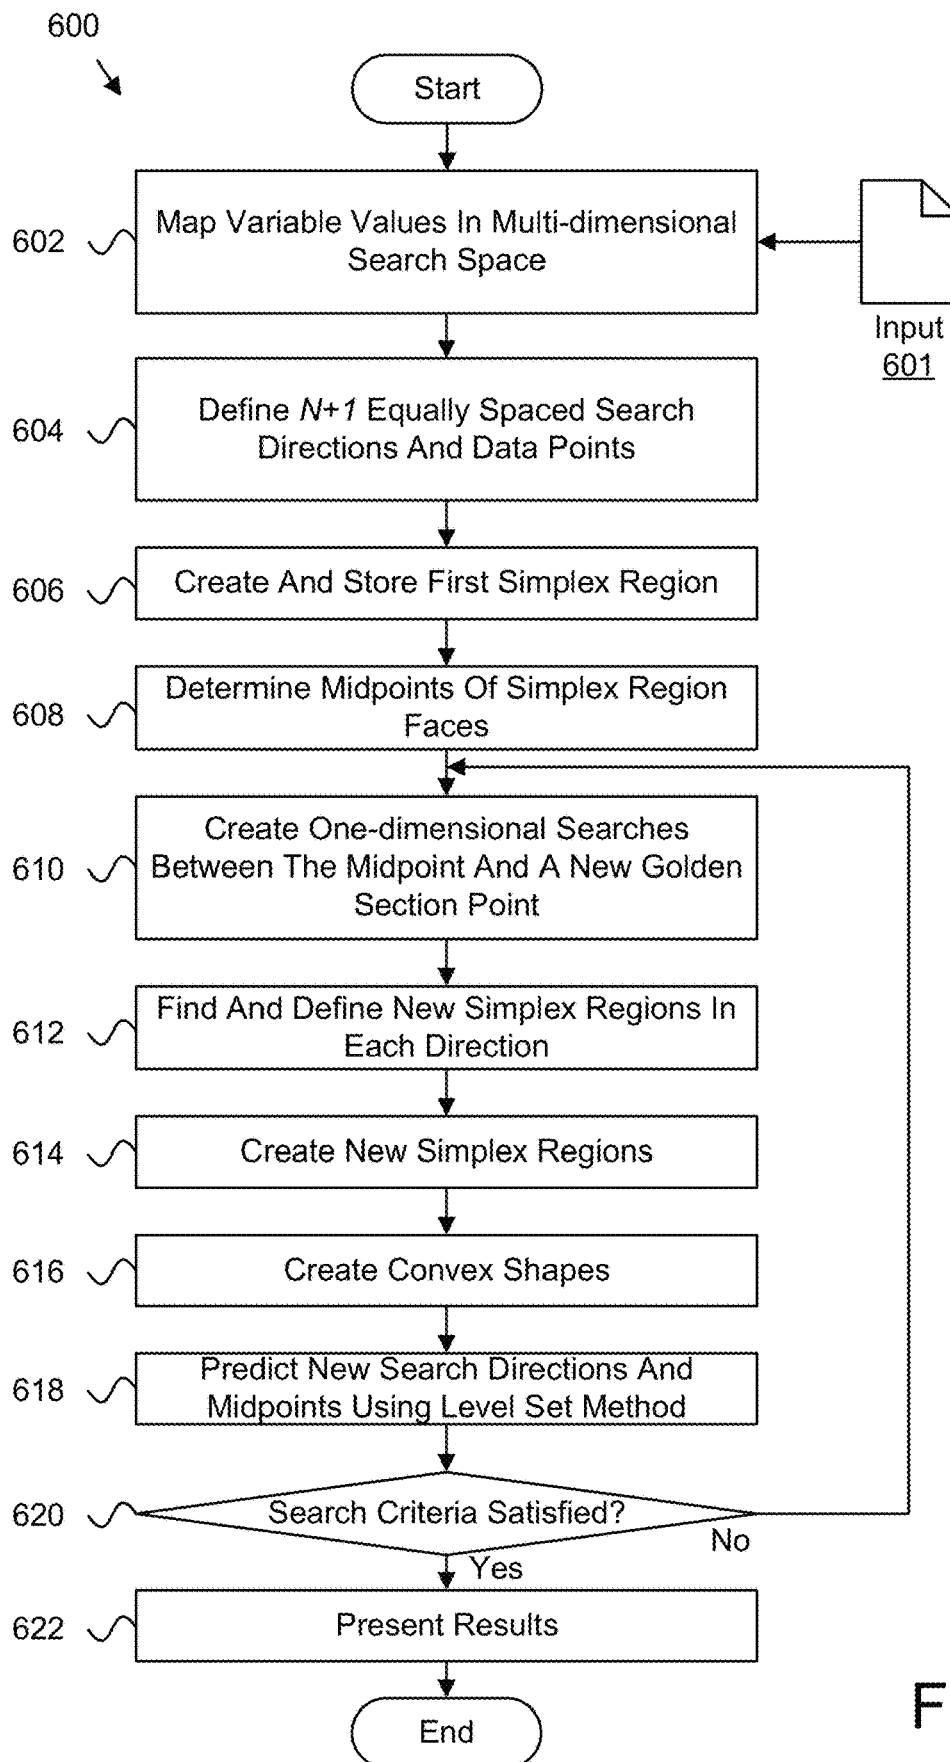 600
Start
602
Map Variable Values In Multi-dimensional
Search Space
Input
601
604
Define N+1 Equally Spaced Search
Directions And Data Points
606
Create And Store First Simplex Region
608
Determine Midpoints Of Simplex Region
Faces
610
Create One-dimensional Searches
Between The Midpoint And A New Golden
Section Point
612
Find And Define New Simplex Regions In
Each Direction
614
Create New Simplex Regions
616
Create Convex Shapes
618
Predict New Search Directions And
Midpoints Using Level Set Method
620
Search Criteria Satisfied?
No
Yes
622
Present Results
End
F